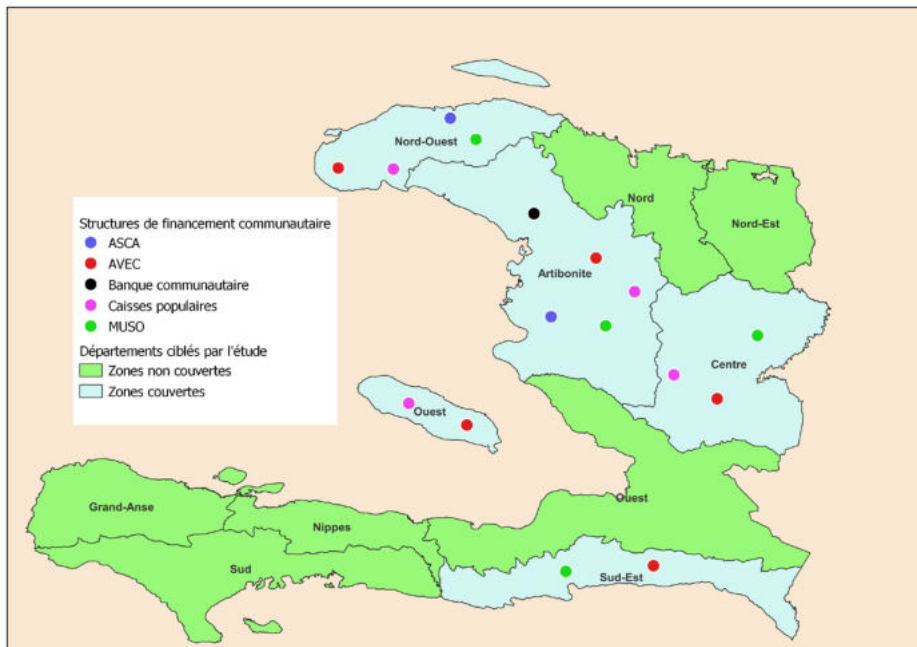 Nord-Ouest
Nord
Nord-Est
Structures de financement communautaire
ASCA
AVEC
Banque communautaire
Caisses populaires
MUSO
Départements ciblés par l'étude
Zones non couvertes
Zones couvertes
Artibonite
Centre
Ouest
Grand-Anse
Nippes
Ouest
Sud
Sud-Est